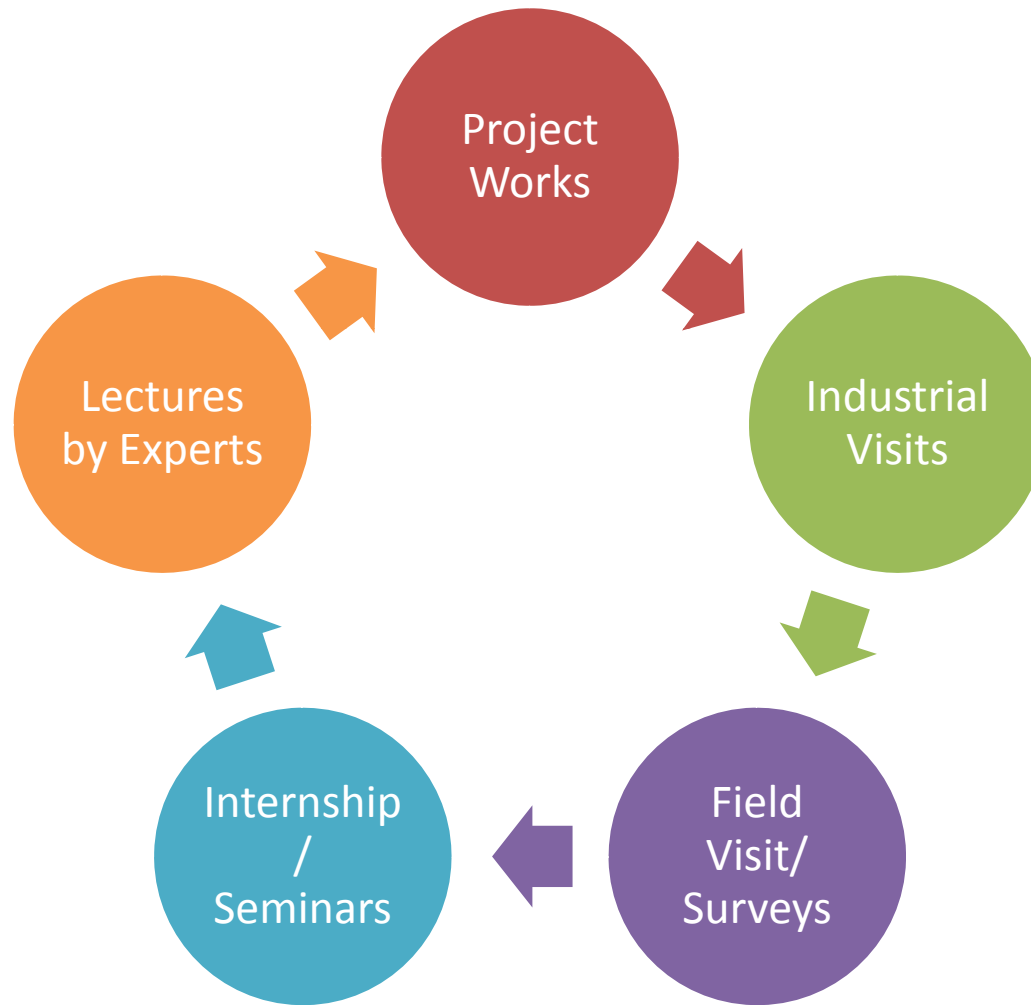 Project
Works
Industrial
Visits
Field
Visit/
Surveys
Internship
/
Seminars
Lectures
by Experts